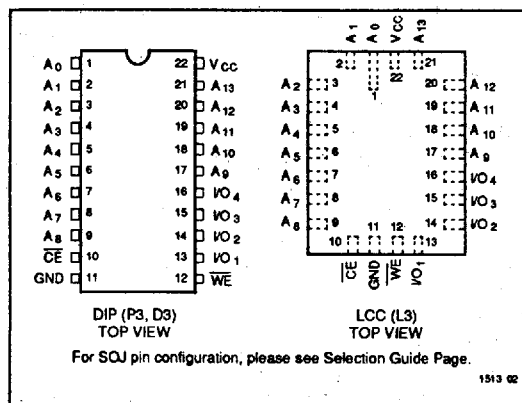 A0 1 22 VCC
A1 2 21 A13
A2 3 20 A12
A3 4 19 A11
A4 5 18 A10
A5 6 17 A9
A6 7 16 I/O4
A7 8 15 I/O3
A8 9 14 I/O2
CE 10 13 I/O1
GND 11 12 WE
DIP (P3, D3)
TOP VIEW
A1 A0 VCC A13
2 1 22 21
A2 3 20 A12
A3 4 19 A11
A4 5 18 A10
A5 6 17 A9
A6 7 16 I/O4
A7 8 15 I/O3
A8 9 14 I/O2
10 11 12 13
CE GND WE I/O1
LCC (L3)
TOP VIEW
For SOJ pin configuration, please see Selection Guide Page.
1513 02